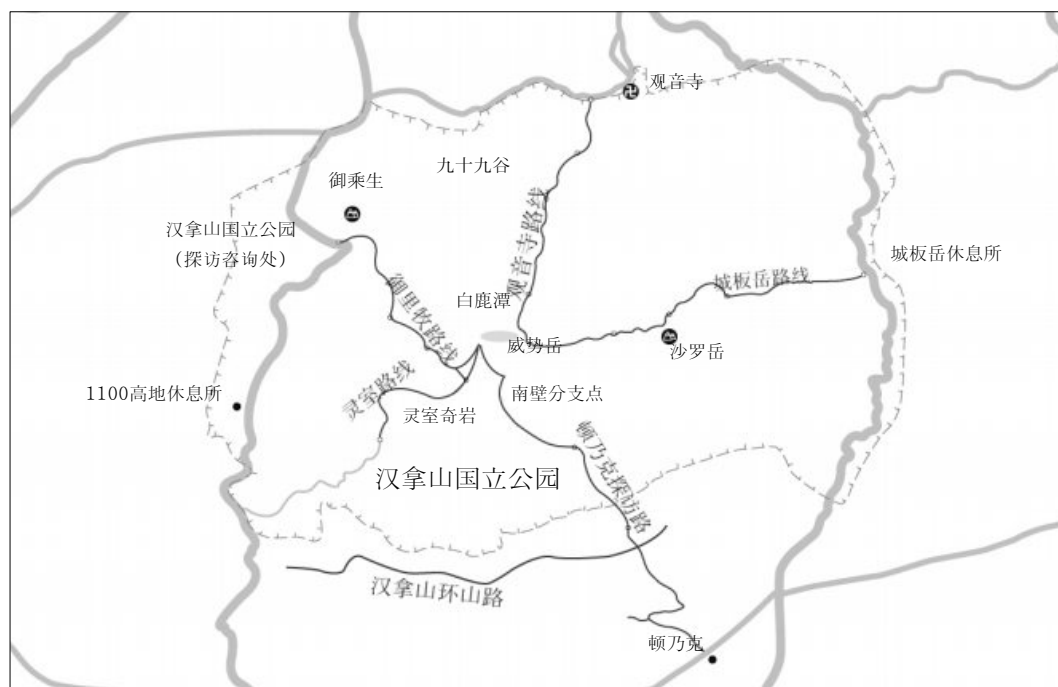 观音寺
九十九谷
御乘生
汉拿山国立公园
（探访咨询处）
观音寺路线
城板岳休息所
城板岳路线
御里牧路线
白鹿潭
威势岳
沙罗岳
1100高地休息所
灵室路线
灵室奇岩
南壁分支点
汉拿山国立公园
顿乃克探访路
汉拿山环山路
顿乃克